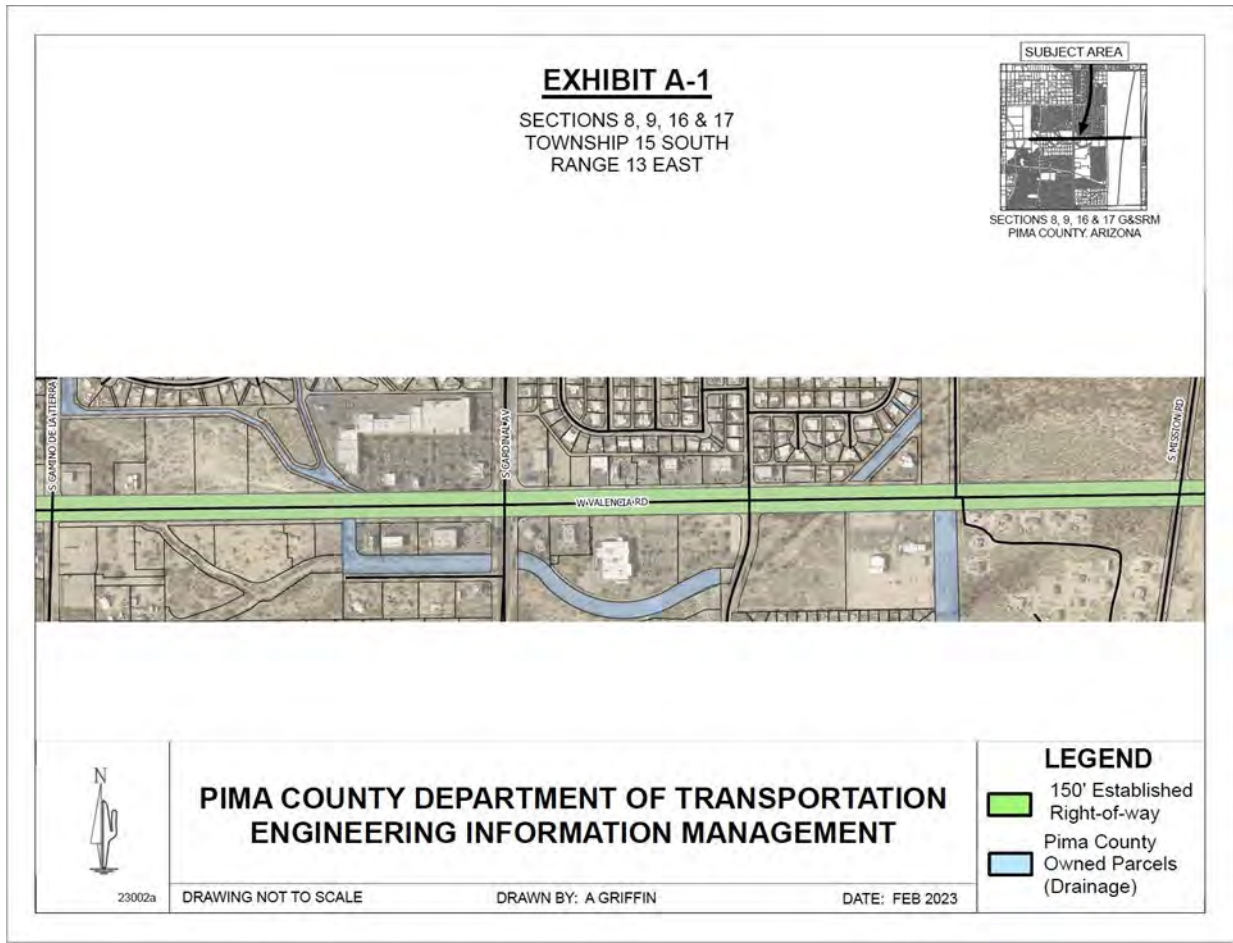 EXHIBIT A-1
SECTIONS 8, 9, 16 & 17
TOWNSHIP 15 SOUTH
RANGE 13 EAST
SUBJECT AREA
SECTIONS 8, 9, 16 & 17 G&SRM
PIMA COUNTY. ARIZONA
S CAMINO DE LA TIERRA
S CARDINAL AV
W VALENCIA RD
S MISSION RD
N
23002a
PIMA COUNTY DEPARTMENT OF TRANSPORTATION
ENGINEERING INFORMATION MANAGEMENT
DRAWING NOT TO SCALE
DRAWN BY: A GRIFFIN
DATE: FEB 2023
LEGEND
150' Established
Right-of-way
Pima County
Owned Parcels
(Drainage)